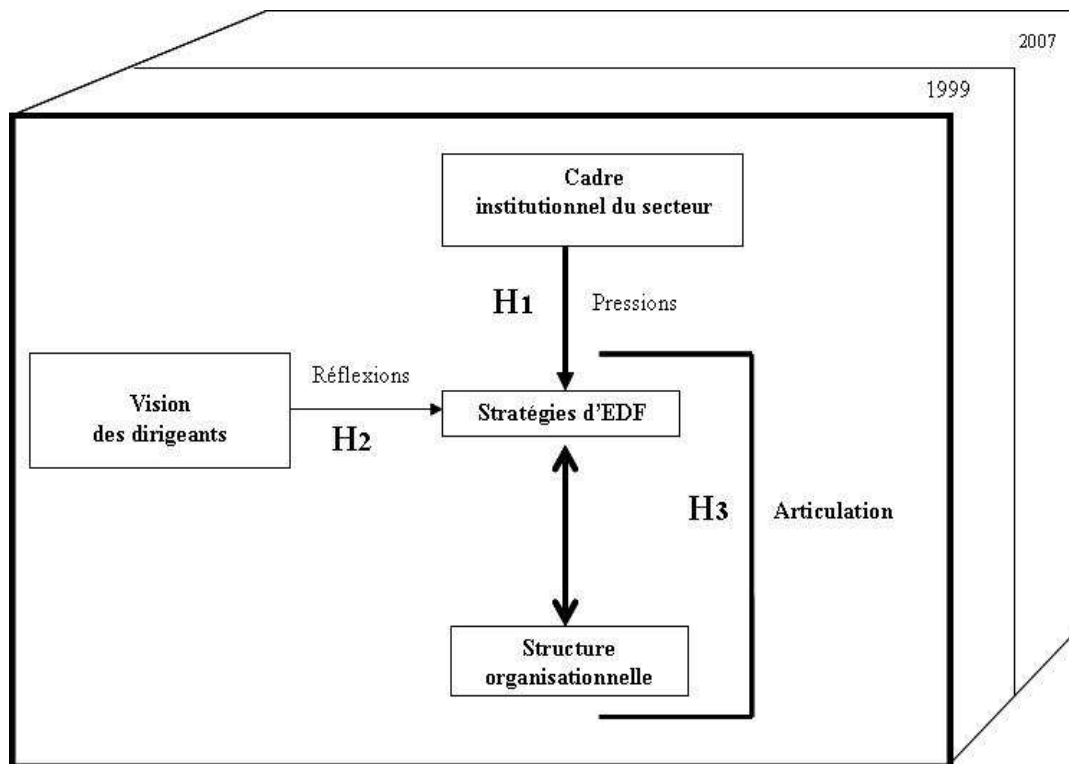 2007
1999
Cadre
institutionnel du secteur
H1
Pressions
Réflexions
Vision
des dirigeants
H2
Stratégies d'EDF
H3
Articulation
Structure
organisationnelle